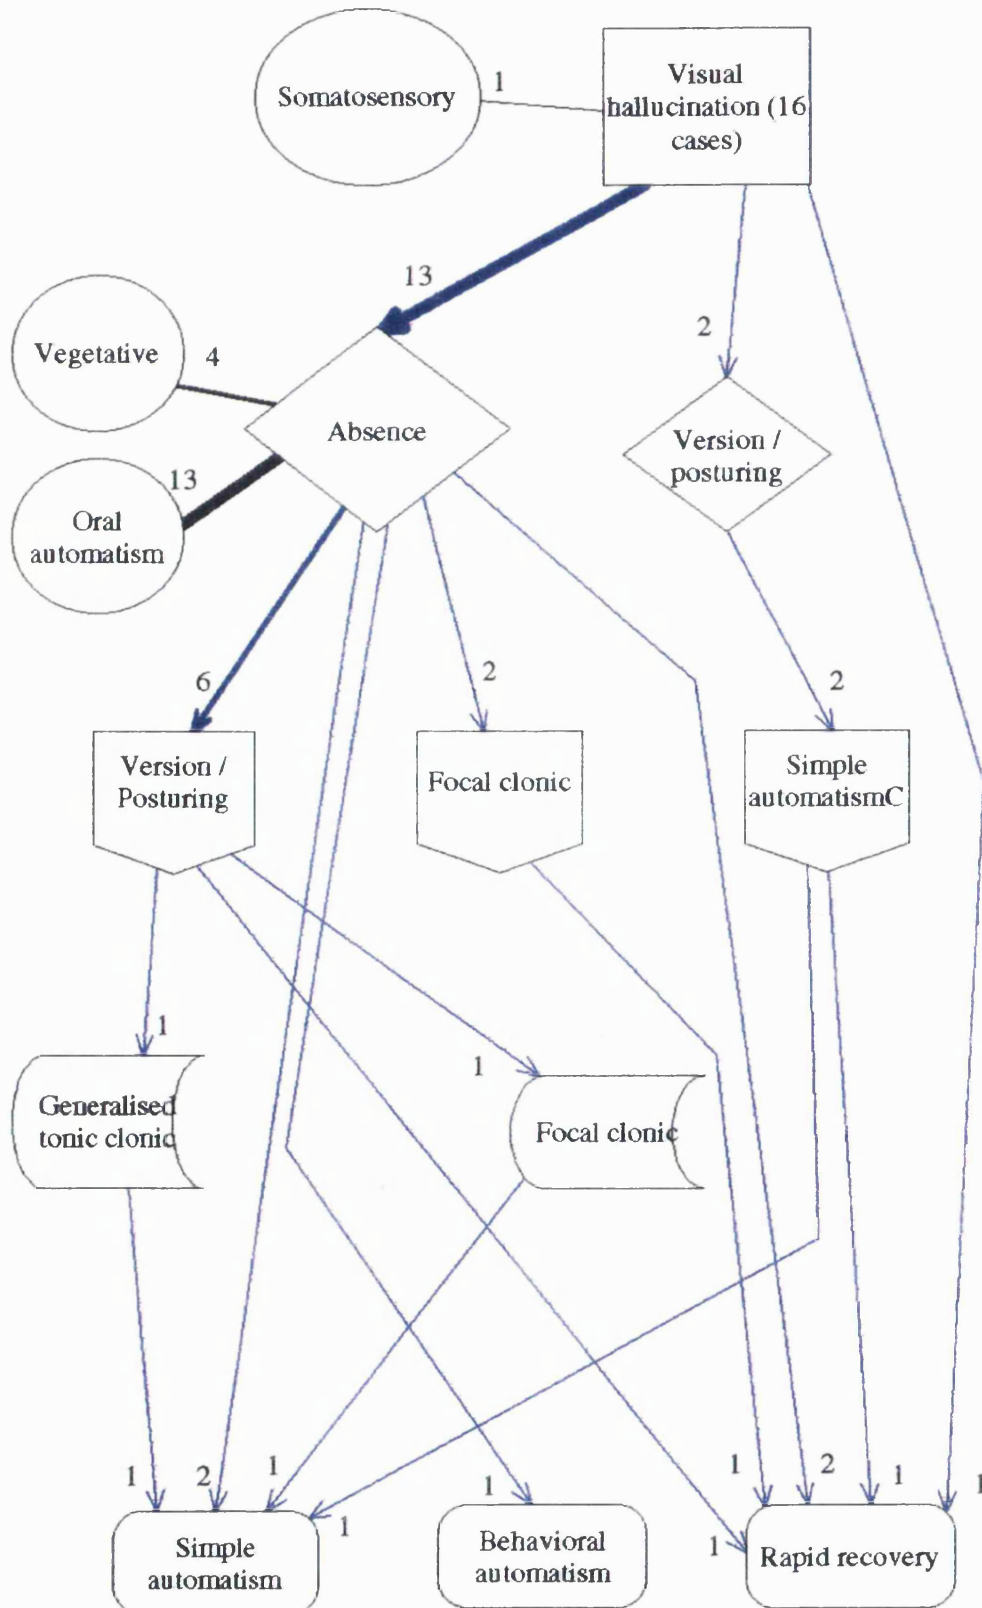 Somatosensory
1
Visual
hallucination (16
cases)
13
2
Vegetative
4
Absence
Version /
posturing
13
Oral
automatism
6
2
2
Version /
Posturing
Focal clonic
Simple
automatismC
1
1
Generalised
tonic clonic
Focal clonic
1
2
1
1
1
1
2
1
1
1
Simple
automatism
Behavioral
automatism
Rapid recovery